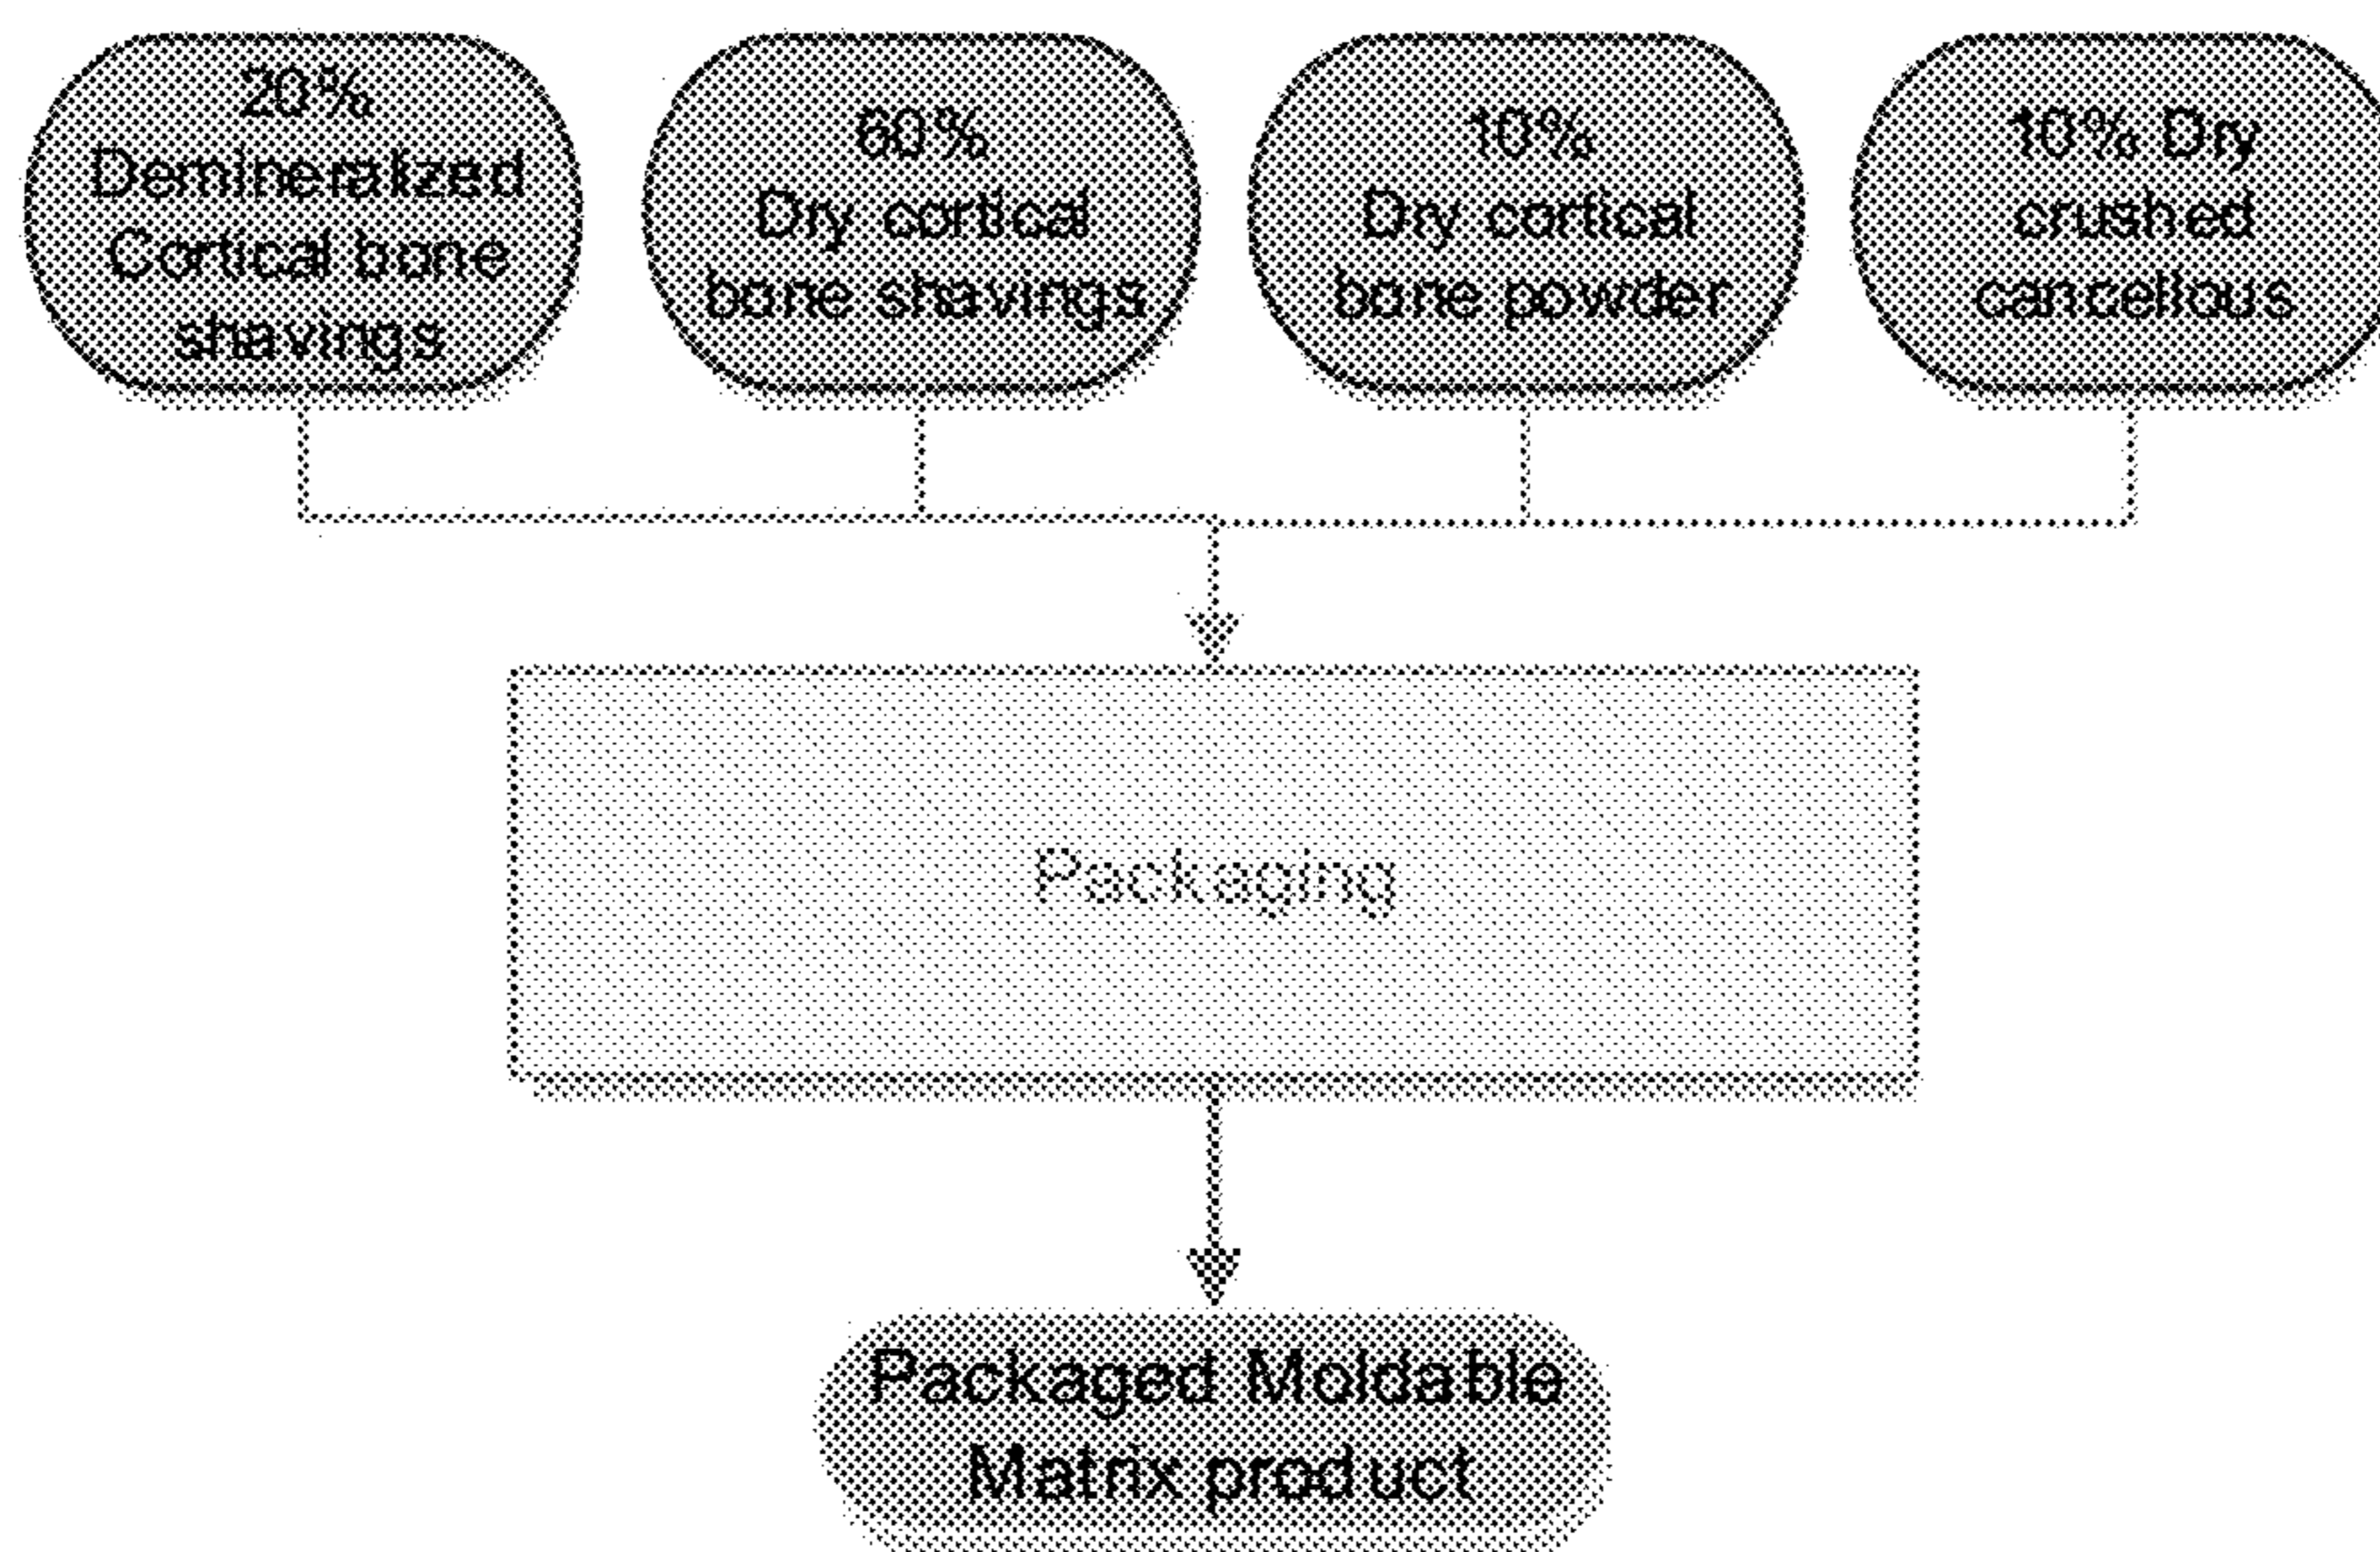 20%
Demineralized
Cortical bone
shavings
60%
Dry cortical
bone shavings
10%
Dry cortical
bone powder
10% Dry
crushed
cancellous
Packaging
Packaged Moldable
Matrix product